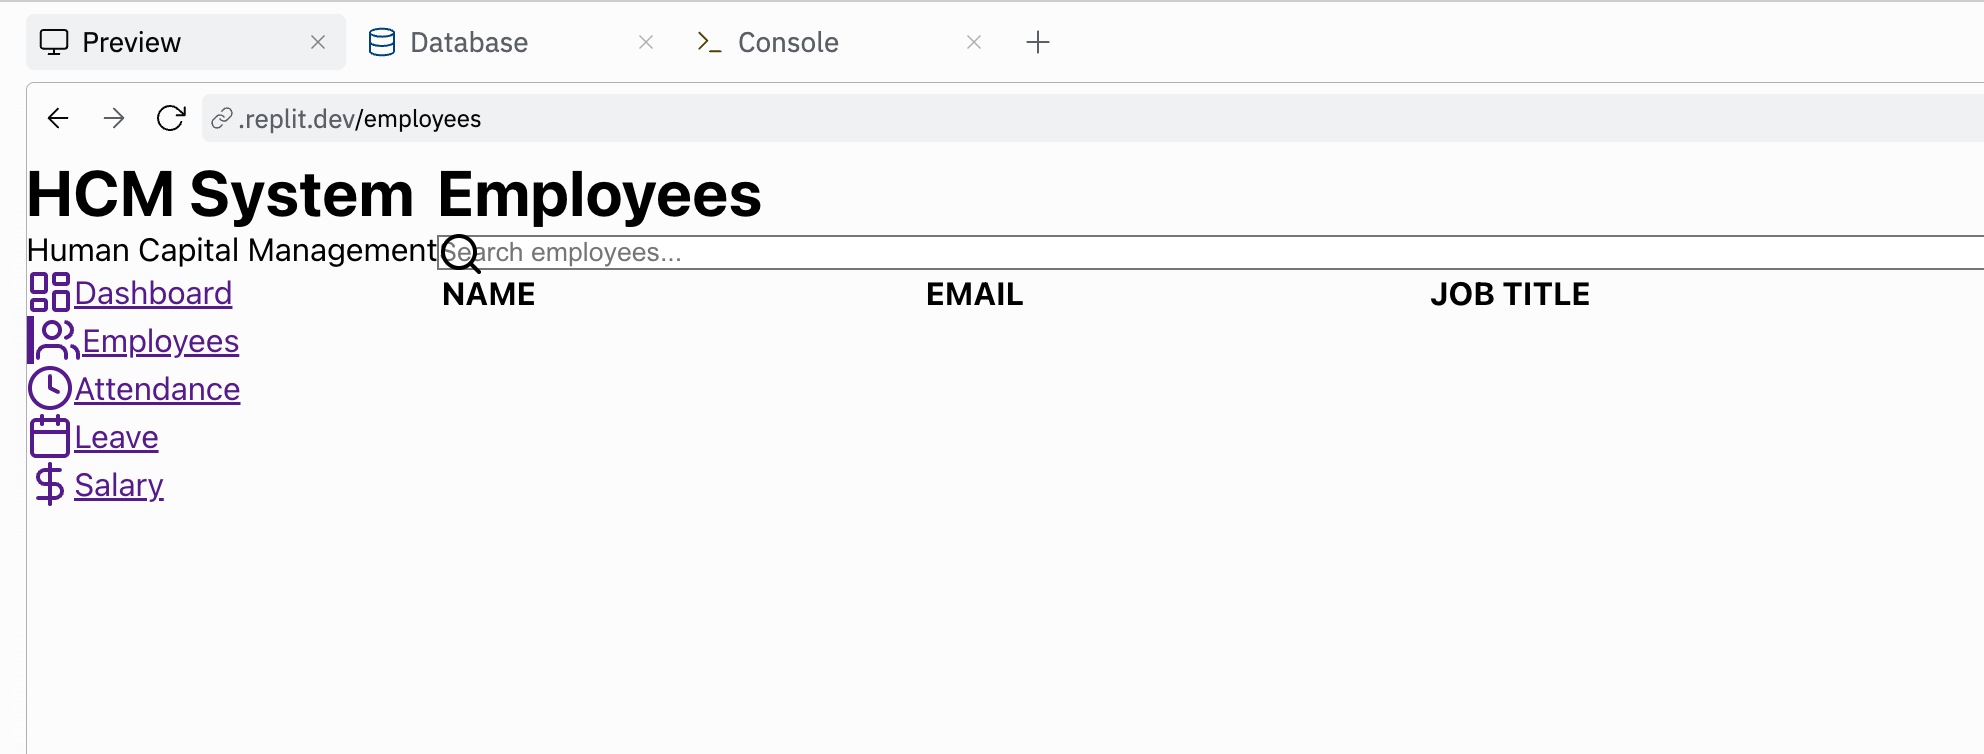 Preview Database Console
.replit.dev/employees
HCM System
Human Capital Management
Dashboard
Employees
Attendance
Leave
Salary
Employees
Search employees...
NAME EMAIL JOB TITLE